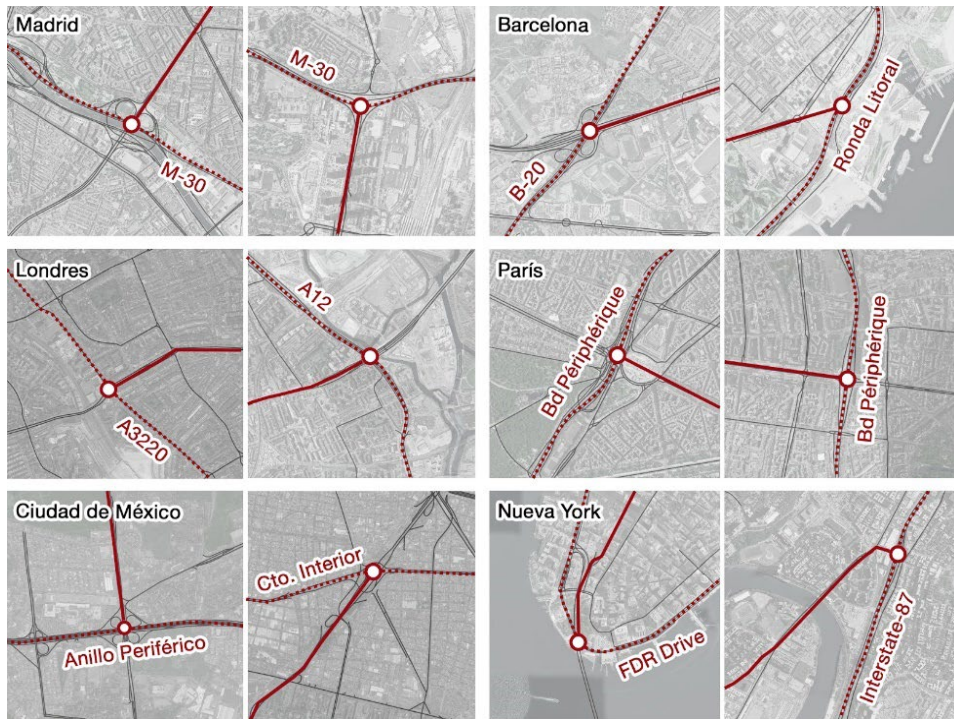 Madrid
M-30
M-30
Barcelona
B-20
Ronda Litoral
Londres
A3220
A12
París
Bd Périphérique
Bd Périphérique
Ciudad de México
Anillo Periférico
Cto. Interior
Nueva York
FDR Drive
Interstate-87